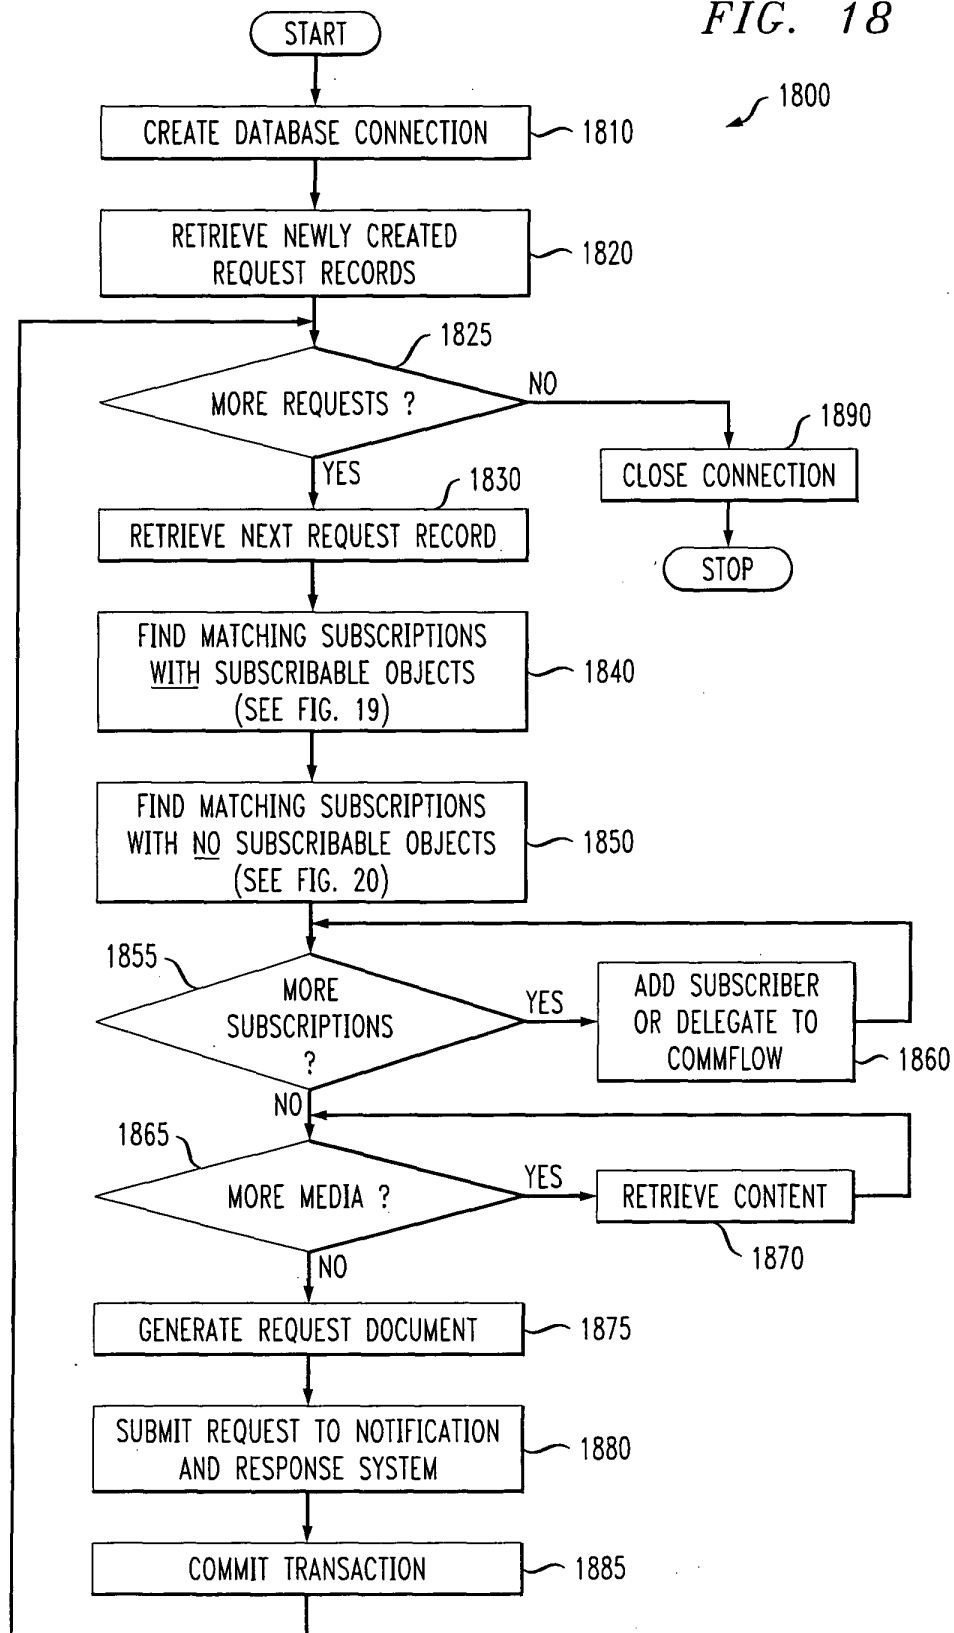 FIG. 18
START
1800
CREATE DATABASE CONNECTION
1810
RETRIEVE NEWLY CREATED
REQUEST RECORDS
1820
1825
MORE REQUESTS ?
NO
YES
1890
CLOSE CONNECTION
STOP
1830
RETRIEVE NEXT REQUEST RECORD
FIND MATCHING SUBSCRIPTIONS
WITH SUBSCRIBABLE OBJECTS
(SEE FIG. 19)
1840
FIND MATCHING SUBSCRIPTIONS
WITH NO SUBSCRIBABLE OBJECTS
(SEE FIG. 20)
1850
1855
MORE
SUBSCRIPTIONS
?
YES
NO
ADD SUBSCRIBER
OR DELEGATE TO
COMMFLOW
1860
1865
MORE MEDIA ?
YES
NO
RETRIEVE CONTENT
1870
GENERATE REQUEST DOCUMENT
1875
SUBMIT REQUEST TO NOTIFICATION
AND RESPONSE SYSTEM
1880
COMMIT TRANSACTION
1885